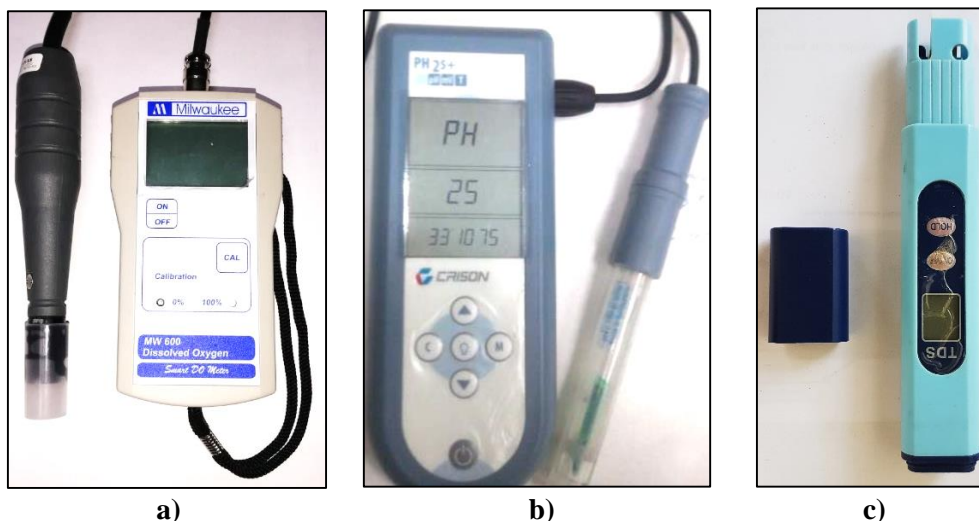 Milwaukee
ON
OFF
CAL
Calibration
0% 100%
MW 600
Dissolved Oxygen
Smart DO Meter
PH 25+
PH
25
331075
CRISON
C
M
HOLD
TDS
a) b) c)